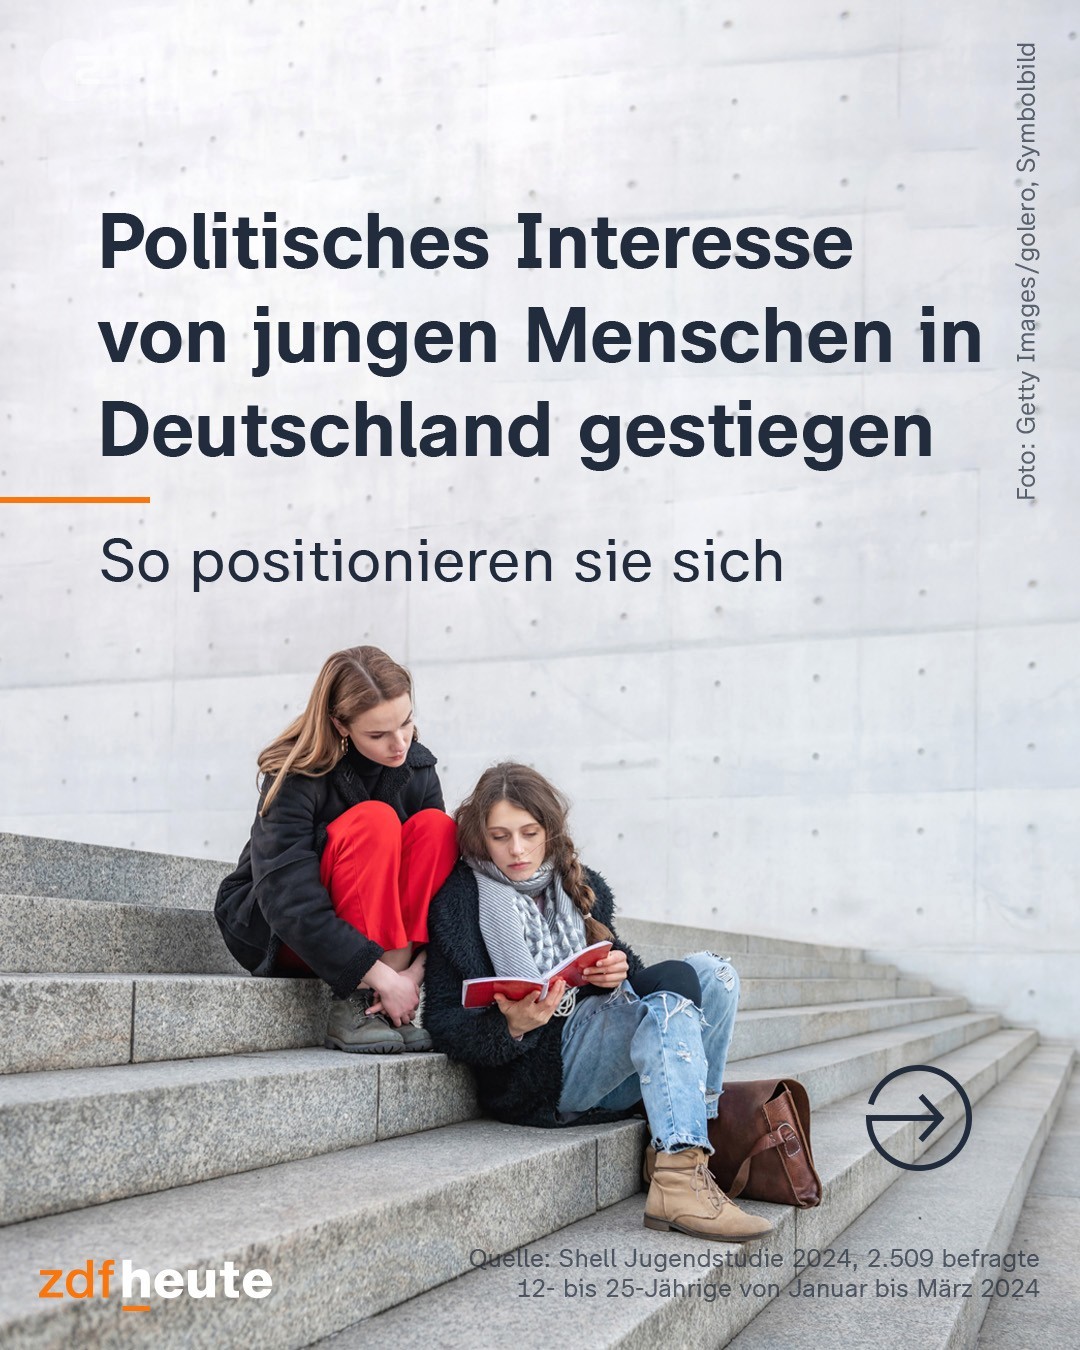 Politisches Interesse
von jungen Menschen in
Deutschland gestiegen
So positionieren sie sich
Foto: Getty Images/golero, Symbolbild
Quelle: Shell Jugendstudie 2024, 2.509 befragte
12- bis 25-Jährige von Januar bis März 2024
zdfheute